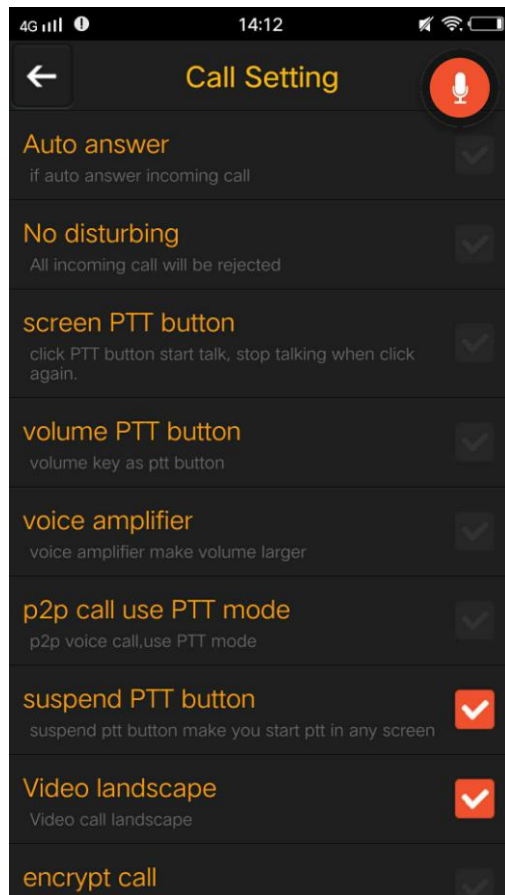 4G 14:12
Call Setting
Auto answer
if auto answer incoming call
No disturbing
All incoming call will be rejected
screen PTT button
click PTT button start talk, stop talking when click
again.
volume PTT button
volume key as ptt button
voice amplifier
voice amplifier make volume larger
p2p call use PTT mode
p2p voice call,use PTT mode
suspend PTT button
suspend ptt button make you start ptt in any screen
Video landscape
Video call landscape
encrypt call